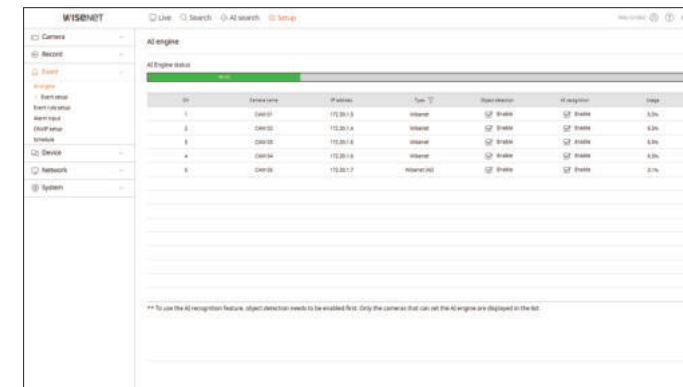 WISENET
Live Search AI search Setup
Camera
Record
Event
AI engine
Event setup
Event rule setup
Alarm input
ONVIF setup
Schedule
Device
Network
System
AI engine
AI Engine status
CH Camera name IP address Type Object detection AI recognition Usage
1 CAM 01 Wisenet Enable Enable
2 CAM 02 Wisenet Enable Enable
3 CAM 03 Wisenet Enable Enable
4 CAM 04 Wisenet Enable Enable
5 CAM 05 Enable Enable
** To use the AI recognition feature, object detection needs to be enabled first. Only the cameras that can set the AI engine are displayed in the list.